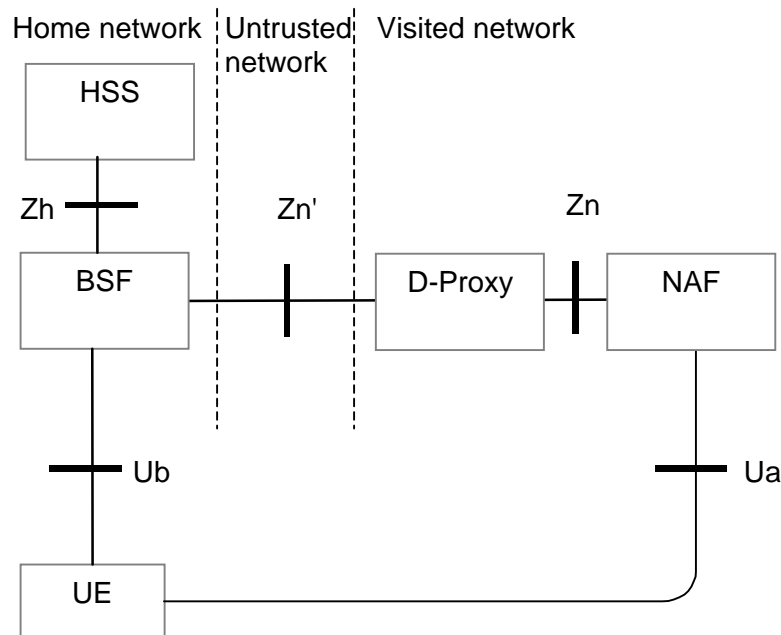 Home network
Untrusted
network
Visited network
HSS
Zh
Zn'
Zn
BSF
D-Proxy
NAF
Ub
Ua
UE